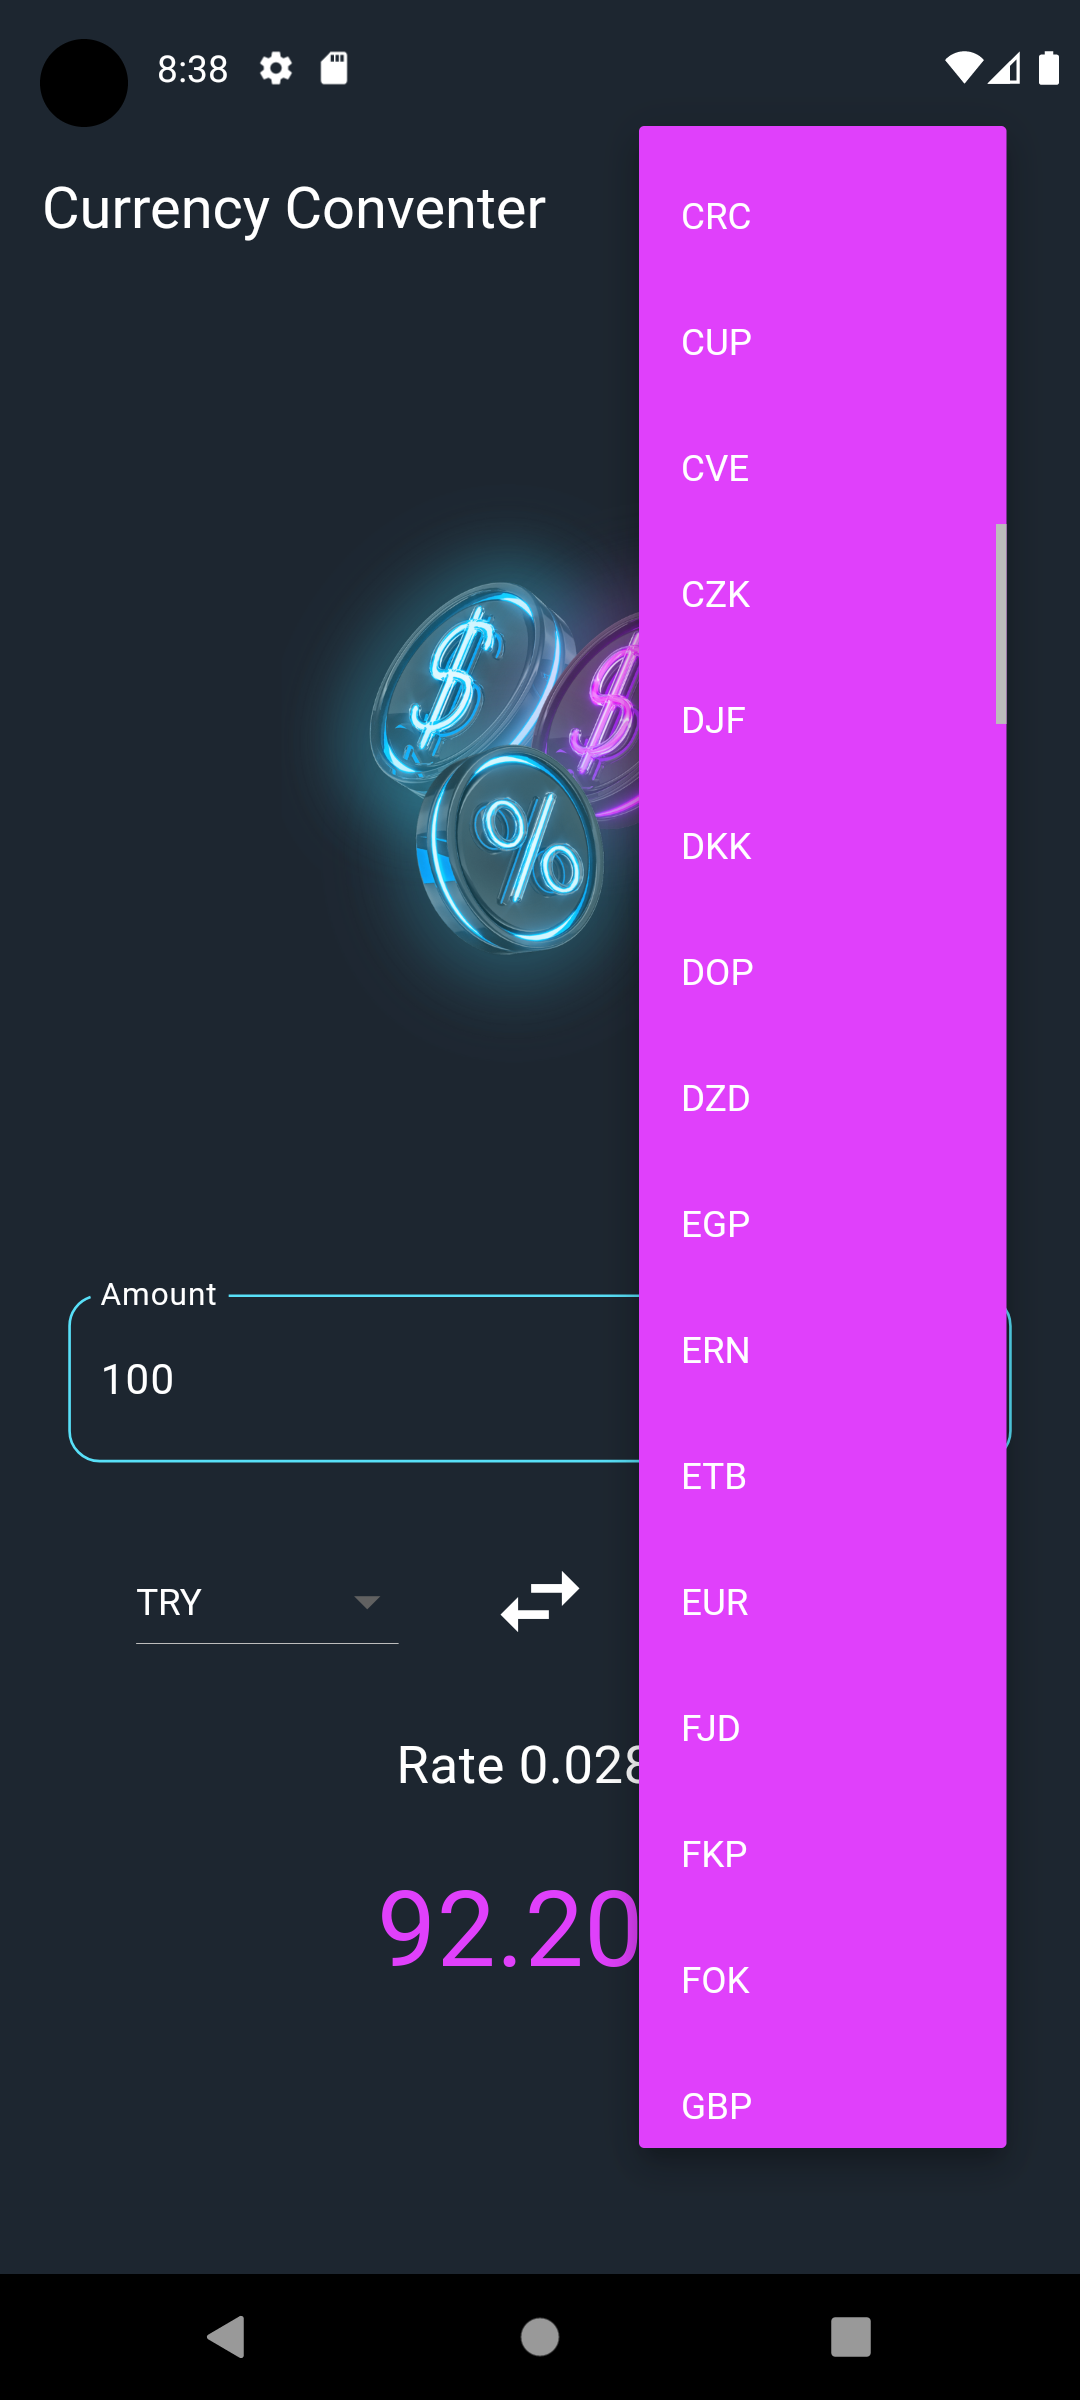 8:38
Currency Conventer
CRC
CUP
CVE
CZK
DJF
DKK
DOP
DZD
EGP
ERN
ETB
EUR
FJD
FKP
FOK
GBP
$
$
%
Amount
100
TRY
Rate 0.028
92.20